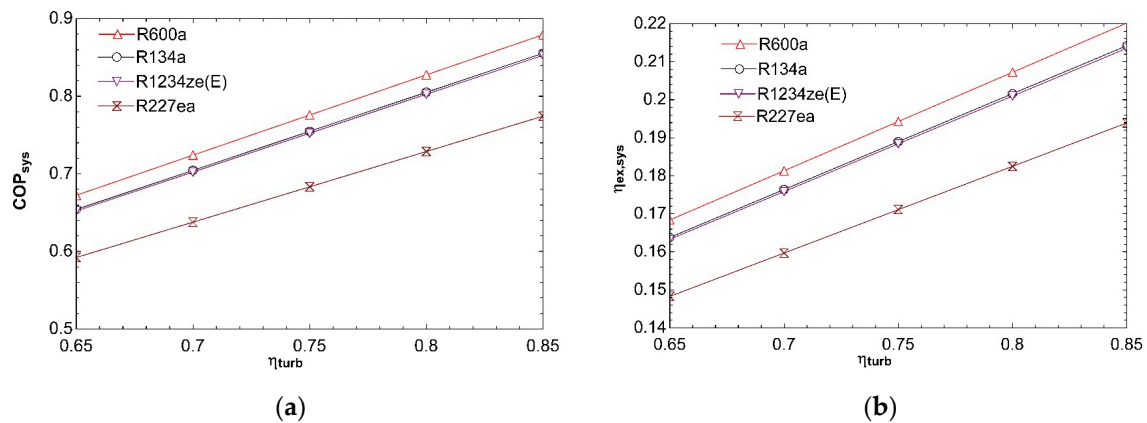 0.9
0.8
0.7
0.6
0.5
COPsys
R600a
R134a
R1234ze(E)
R227ea
0.65 0.7 0.75 0.8 0.85
ηturb
(a)
0.22
0.21
0.2
0.19
0.18
0.17
0.16
0.15
0.14
ηex,sys
R600a
R134a
R1234ze(E)
R227ea
0.65 0.7 0.75 0.8 0.85
ηturb
(b)